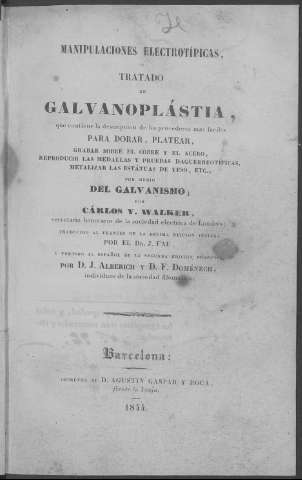 MANIPULACIONES ELECTROTÍPICAS,
TRATADO
DE
GALVANOPLÁSTIA,
que contiene la descripcion de los procederes mas fáciles
PARA DORAR, PLATEAR,
GRABAR SOBRE EL COBRE Y EL ACERO,
REPRODUCIR LAS MEDALLAS Y PRUEBAS DAGUERREOTÍPICAS,
METALIZAR LAS ESTÁTUAS DE YESO, ETC.,
POR MEDIO
DEL GALVANISMO;
POR
CÁRLOS V. WALKER,
secretario honorario de la sociedad eléctrica de Londres;
TRADUCIDO AL FRANCES DE LA DÉCIMA EDICION INGLESA
POR EL DR. J. FAU,
Y VERTIDO AL ESPAÑOL DE LA SEGUNDA EDICION FRANCESA
POR D. J. ALBERICH Y D. F. DOMÉNECH,
individuos de la sociedad
Barcelona:
IMPRENTA DE D. AGUSTIN GASPAR Y ROCA,
frente la Lonja.
1844.